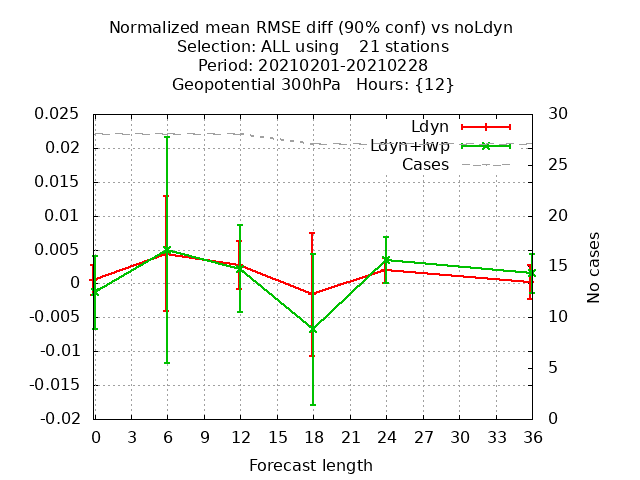 Normalized mean RMSE diff (90% conf) vs noLdyn
Selection: ALL using    21 stations
Period: 20210201-20210228
Geopotential 300hPa   Hours: {12}
0.025
0.02
0.015
0.01
0.005
0
-0.005
-0.01
-0.015
-0.02
Ldyn
Ldyn+lwp
Cases
30
25
20
15
10
5
0
No cases
0 3 6 9 12 15 18 21 24 27 30 33 36
Forecast length